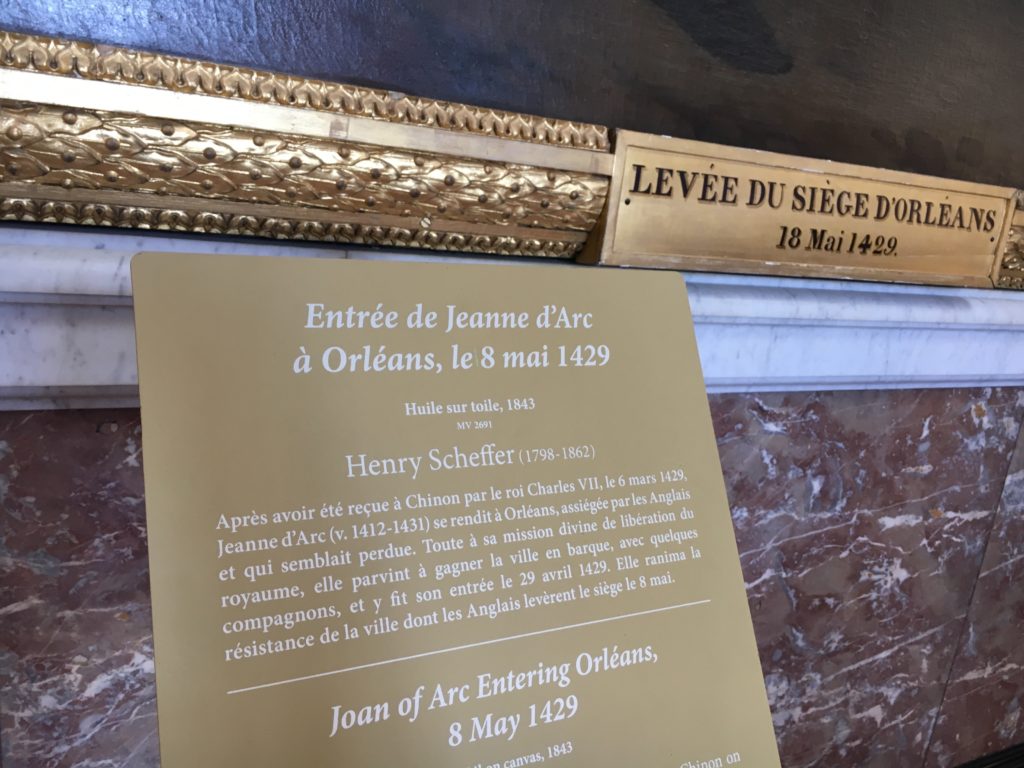 LEVÉE DU SIÈGE D'ORLÉANS
18 Mai 1429.
Entrée de Jeanne d'Arc
à Orléans, le 8 mai 1429
Huile sur toile, 1843
MV 2691
Henry Scheffer (1798-1862)
Après avoir été reçue à Chinon par le roi Charles VII, le 6 mars 1429,
Jeanne d'Arc (v. 1412-1431) se rendit à Orléans, assiégée par les Anglais
et qui semblait perdue. Toute à sa mission divine de libération du
royaume, elle parvint à gagner la ville en barque, avec quelques
compagnons, et y fit son entrée le 29 avril 1429. Elle ranima la
résistance de la ville dont les Anglais levèrent le siège le 8 mai.
Joan of Arc Entering Orléans,
8 May 1429
on canvas, 1843
Chinon on